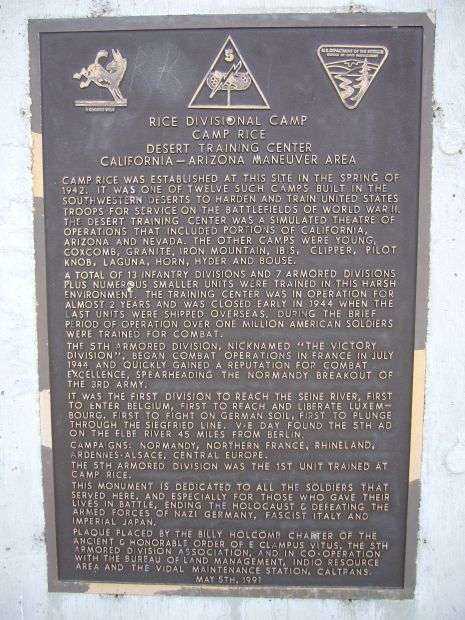 5
U.S. DEPARTMENT OF THE INTERIOR
BUREAU OF LAND MANAGEMENT
RICE DIVISIONAL CAMP
CAMP RICE
DESERT TRAINING CENTER
CALIFORNIA-ARIZONA MANEUVER AREA
CAMP RICE WAS ESTABLISHED AT THIS SITE IN THE SPRING OF
1942. IT WAS ONE OF TWELVE SUCH CAMPS BUILT IN THE
SOUTHWESTERN DESERTS TO HARDEN AND TRAIN UNITED STATES
TROOPS FOR SERVICE ON THE BATTLEFIELDS OF WORLD WAR II.
THE DESERT TRAINING CENTER WAS A SIMULATED THEATRE OF
OPERATIONS THAT INCLUDED PORTIONS OF CALIFORNIA,
ARIZONA AND NEVADA. THE OTHER CAMPS WERE YOUNG,
COXCOMB, GRANITE, IRON MOUNTAIN, IBIS, CLIPPER, PILOT
KNOB, LAGUNA, HORN, HYDER AND BOUSE.
A TOTAL OF 13 INFANTRY DIVISIONS AND 7 ARMORED DIVISIONS
PLUS NUMEROUS SMALLER UNITS WERE TRAINED IN THIS HARSH
ENVIRONMENT. THE TRAINING CENTER WAS IN OPERATION FOR
ALMOST 2 YEARS AND WAS CLOSED EARLY IN 1944 WHEN THE
LAST UNITS WERE SHIPPED OVERSEAS. DURING THE BRIEF
PERIOD OF OPERATION OVER ONE MILLION AMERICAN SOLDIERS
WERE TRAINED FOR COMBAT.
THE 5TH ARMORED DIVISION, NICKNAMED "THE VICTORY
DIVISION", BEGAN COMBAT OPERATIONS IN FRANCE IN JULY
1944 AND QUICKLY GAINED A REPUTATION FOR COMBAT
EXCELLENCE, SPEARHEADING THE NORMANDY BREAKOUT OF
THE 3RD ARMY.
IT WAS THE FIRST DIVISION TO REACH THE SEINE RIVER, FIRST
TO ENTER BELGIUM, FIRST TO REACH AND LIBERATE LUXEM-
BOURG, FIRST TO FIGHT ON GERMAN SOIL, FIRST TO PLUNGE
THROUGH THE SIEGFRIED LINE. V-E DAY FOUND THE 5TH AD
ON THE ELBE RIVER 45 MILES FROM BERLIN.
CAMPAIGNS: NORMANDY, NORTHERN FRANCE, RHINELAND,
ARDENNES-ALSACE, CENTRAL EUROPE.
THE 5TH ARMORED DIVISION WAS THE 1ST UNIT TRAINED AT
CAMP RICE.
THIS MONUMENT IS DEDICATED TO ALL THE SOLDIERS THAT
SERVED HERE, AND ESPECIALLY FOR THOSE WHO GAVE THEIR
LIVES IN BATTLE, ENDING THE HOLOCAUST & DEFEATING THE
ARMED FORCES OF NAZI GERMANY, FASCIST ITALY AND
IMPERIAL JAPAN.
PLAQUE PLACED BY THE BILLY HOLCOMB CHAPTER OF THE
ANCIENT & HONORABLE ORDER OF E CLAMPUS VITUS, THE 5TH
ARMORED DIVISION ASSOCIATION, AND IN CO-OPERATION
WITH THE BUREAU OF LAND MANAGEMENT, INDIO RESOURCE
AREA AND THE VIDAL MAINTENANCE STATION, CALTRANS.
MAY 5TH, 1991